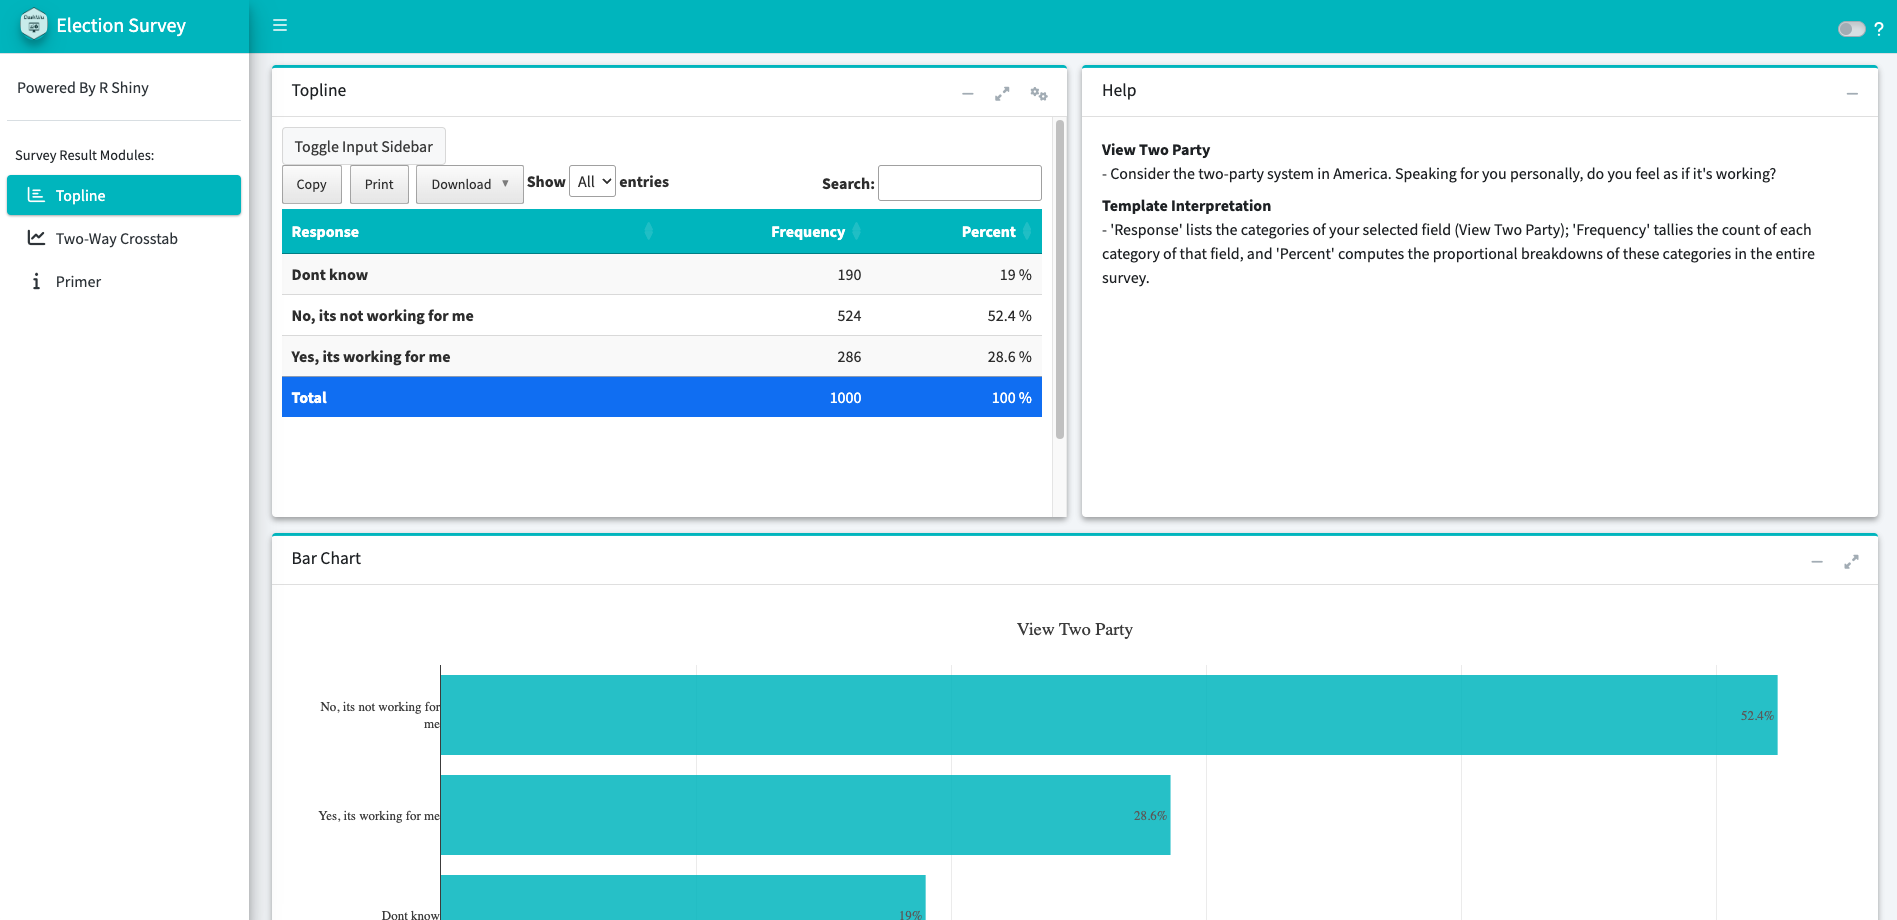 Election Survey
?
Powered By R Shiny
Survey Result Modules:
Topline
Two-Way Crosstab
Primer
Topline
Toggle Input Sidebar
Copy Print Download ▼ Show All entries Search:
Response Frequency Percent
Dont know 190 19 %
No, its not working for me 524 52.4 %
Yes, its working for me 286 28.6 %
Total 1000 100 %
Help
View Two Party
- Consider the two-party system in America. Speaking for you personally, do you feel as if it's working?
Template Interpretation
- 'Response' lists the categories of your selected field (View Two Party); 'Frequency' tallies the count of each
category of that field, and 'Percent' computes the proportional breakdowns of these categories in the entire
survey.
Bar Chart
View Two Party
No, its not working for
me
52.4%
Yes, its working for me
28.6%
Dont know
19%